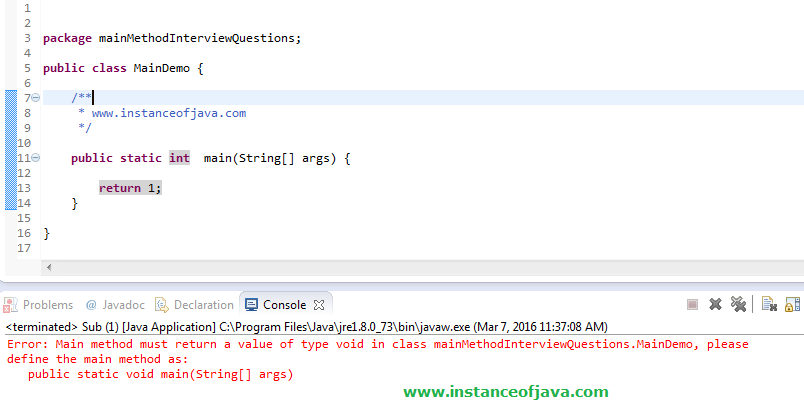 1
2
3 package mainMethodInterviewQuestions;
4
5 public class MainDemo {
6
7 /**
8 * www.instanceofjava.com
9 */
10
11 public static int main(String[] args) {
12
13 return 1;
14 }
15
16 }
17
Problems @ Javadoc Declaration Console
<terminated> Sub (1) [Java Application] C:\Program Files\Java\jre1.8.0_73\bin\javaw.exe (Mar 7, 2016 11:37:08 AM)
Error: Main method must return a value of type void in class mainMethodInterviewQuestions.MainDemo, please
define the main method as:
public static void main(String[] args)
www.instanceofjava.com